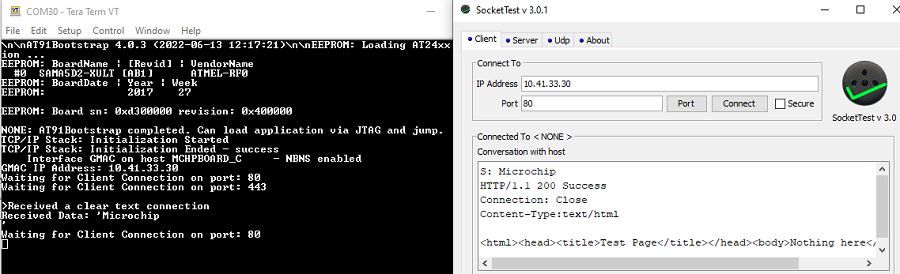 COM30 - Tera Term VT
File Edit Setup Control Window Help
\n\nAT91Bootstrap 4.0.3 (2022-06-13 12:17:21)\n\nEEPROM: Loading AT24xx
ion ...
EEPROM: BoardName | [Revid] | VendorName
#0 SAMA5D2-XULT [AB1] ATMEL-RF0
EEPROM: BoardDate | Year | Week
EEPROM: 2017 27
EEPROM: Board sn: 0xd300000 revision: 0x400000
NONE: AT91Bootstrap completed. Can load application via JTAG and jump.
TCP/IP Stack: Initialization Started
TCP/IP Stack: Initialization Ended - success
Interface GMAC on host MCHPBOARD_C - NBNS enabled
GMAC IP Address: 10.41.33.30
Waiting for Client Connection on port: 80
Waiting for Client Connection on port: 443
>Received a clear text connection
Received Data: 'Microchip
'
Waiting for Client Connection on port: 80
SocketTest v 3.0.1
Client Server Udp About
Connect To
IP Address 10.41.33.30
Port 80 Port Connect Secure
SocketTest v 3.0
Connected To < NONE >
Conversation with host
S: Microchip
HTTP/1.1 200 Success
Connection: Close
Content-Type:text/html
<html><head><title>Test Page</title></head><body>Nothing here</